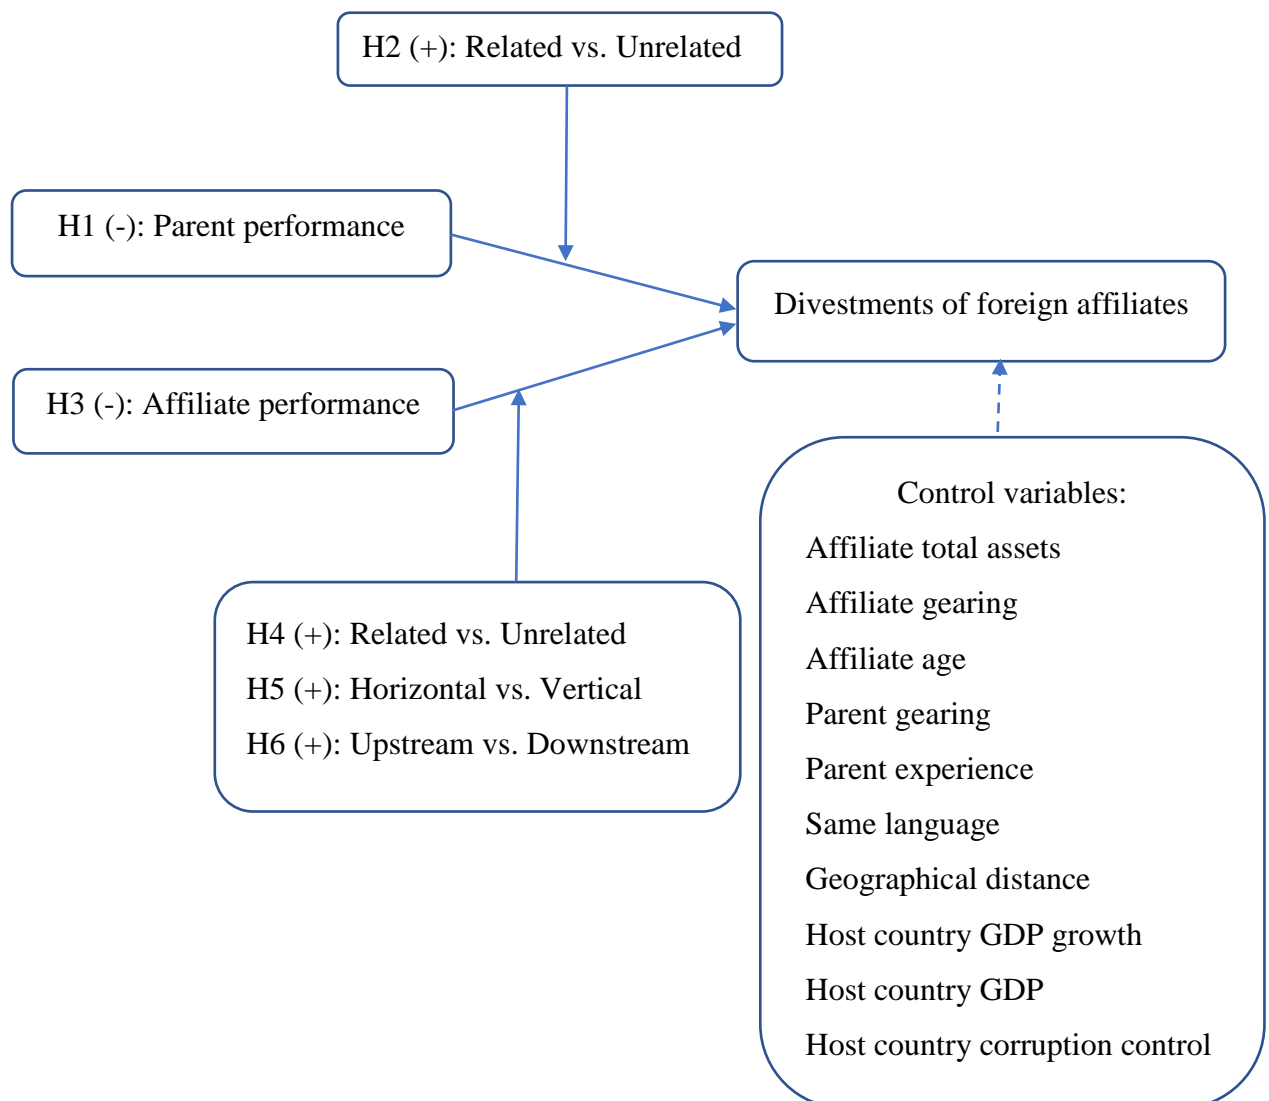 H2 (+): Related vs. Unrelated
H1 (-): Parent performance
Divestments of foreign affiliates
H3 (-): Affiliate performance
H4 (+): Related vs. Unrelated
H5 (+): Horizontal vs. Vertical
H6 (+): Upstream vs. Downstream
Control variables:
Affiliate total assets
Affiliate gearing
Affiliate age
Parent gearing
Parent experience
Same language
Geographical distance
Host country GDP growth
Host country GDP
Host country corruption control